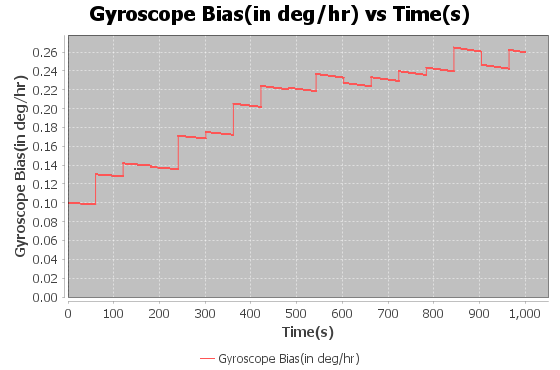 Gyroscope Bias(in deg/hr) vs Time(s)
Gyroscope Bias(in deg/hr)
0.26
0.24
0.22
0.20
0.18
0.16
0.14
0.12
0.10
0.08
0.06
0.04
0.02
0.00
0 100 200 300 400 500 600 700 800 900 1,000
Time(s)
Gyroscope Bias(in deg/hr)